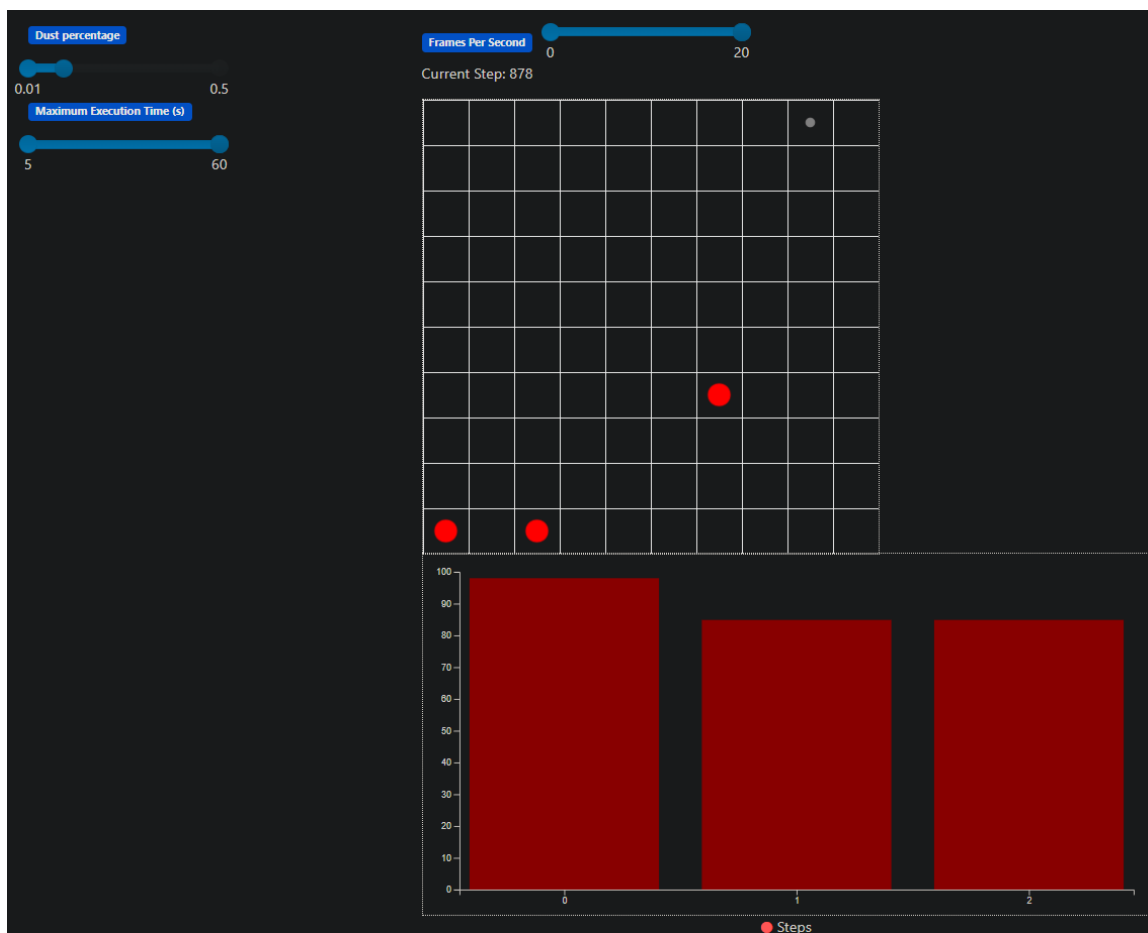 Dust percentage
0.01 0.5
Maximum Execution Time (s)
5 60
Frames Per Second
0 20
Current Step: 878
100
90
80
70
60
50
40
30
20
10
0
0 1 2
Steps